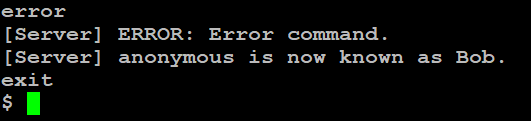 error
[Server] ERROR: Error command.
[Server] anonymous is now known as Bob.
exit
$